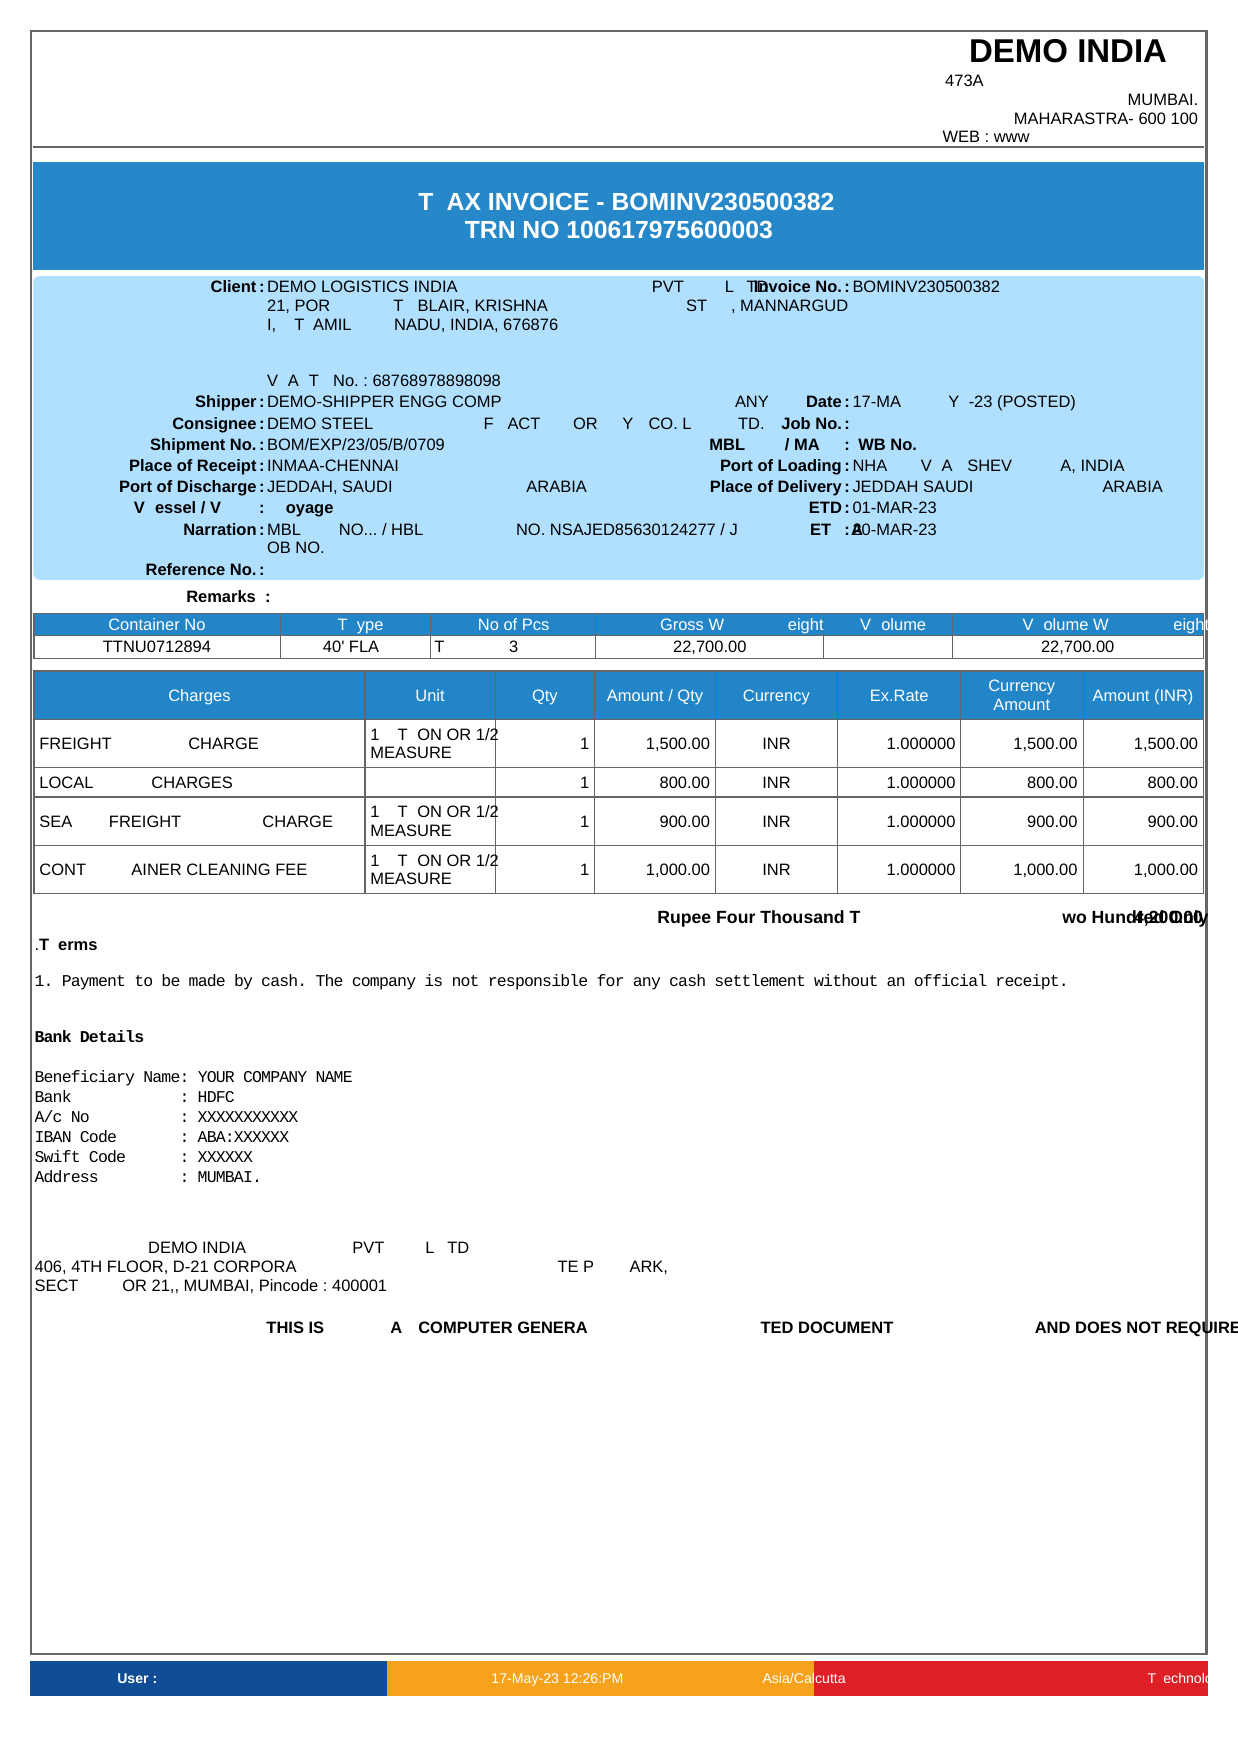 DEMO INDIA
473A
MUMBAI.
MAHARASTRA- 600 100
WEB : www
T AX INVOICE - BOMINV230500382
TRN NO 100617975600003
Client : DEMO LOGISTICS INDIA PVT L TD Invoice No. : BOMINV230500382
21, POR T BLAIR, KRISHNA ST , MANNARGUD
I, T AMIL NADU, INDIA, 676876
V A T No. : 68768978898098
Shipper : DEMO-SHIPPER ENGG COMP ANY Date : 17-MA Y -23 (POSTED)
Consignee : DEMO STEEL F ACT OR Y CO. L TD. Job No. :
Shipment No. : BOM/EXP/23/05/B/0709 MBL / MA : WB No.
Place of Receipt : INMAA-CHENNAI Port of Loading : NHA V A SHEV A, INDIA
Port of Discharge : JEDDAH, SAUDI ARABIA Place of Delivery : JEDDAH SAUDI ARABIA
V essel / V : oyage ETD : 01-MAR-23
Narration : MBL NO... / HBL NO. NSAJED85630124277 / J ET : A 20-MAR-23
OB NO.
Reference No. :
Remarks :
Container No T ype No of Pcs Gross W eight V olume V olume W eight
TTNU0712894 40' FLA T 3 22,700.00 22,700.00
Charges Unit Qty Amount / Qty Currency Ex.Rate Currency Amount Amount (INR)
FREIGHT CHARGE 1 T ON OR 1/2 MEASURE 1 1,500.00 INR 1.000000 1,500.00 1,500.00
LOCAL CHARGES 1 800.00 INR 1.000000 800.00 800.00
SEA FREIGHT CHARGE 1 T ON OR 1/2 MEASURE 1 900.00 INR 1.000000 900.00 900.00
CONT AINER CLEANING FEE 1 T ON OR 1/2 MEASURE 1 1,000.00 INR 1.000000 1,000.00 1,000.00
Rupee Four Thousand T wo Hundred Only 4,200.00
.T erms
1. Payment to be made by cash. The company is not responsible for any cash settlement without an official receipt.
Bank Details
Beneficiary Name: YOUR COMPANY NAME
Bank : HDFC
A/c No : XXXXXXXXXXX
IBAN Code : ABA:XXXXXX
Swift Code : XXXXXX
Address : MUMBAI.
DEMO INDIA PVT L TD
406, 4TH FLOOR, D-21 CORPORA TE P ARK,
SECT OR 21,, MUMBAI, Pincode : 400001
THIS IS A COMPUTER GENERA TED DOCUMENT AND DOES NOT REQUIRE
User : 17-May-23 12:26:PM Asia/Calcutta T echnolo